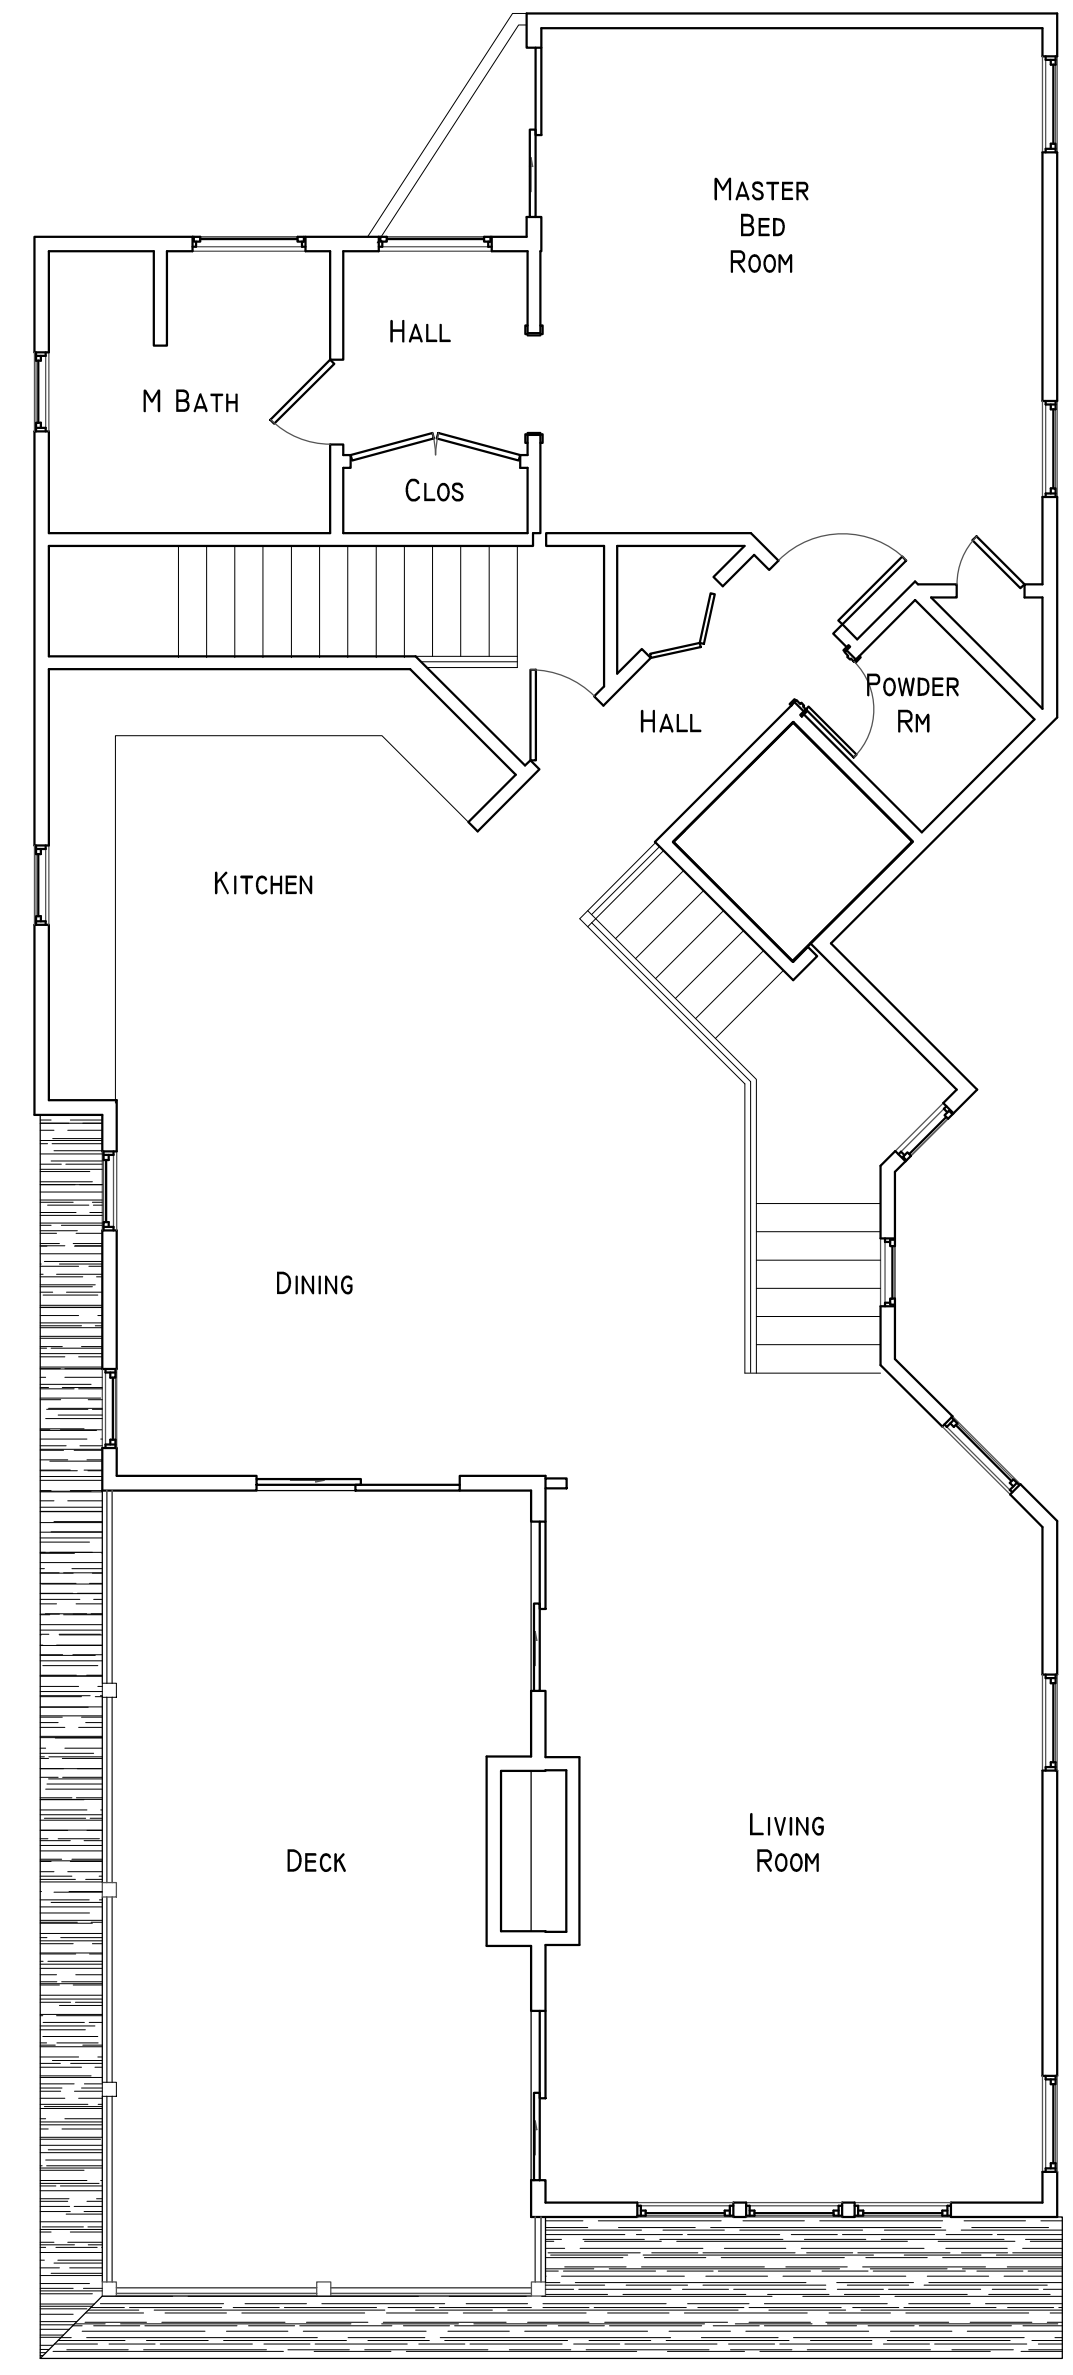 MASTER
BED
ROOM
HALL
M BATH
CLOS
POWDER
RM
HALL
KITCHEN
DINING
LIVING
ROOM
DECK